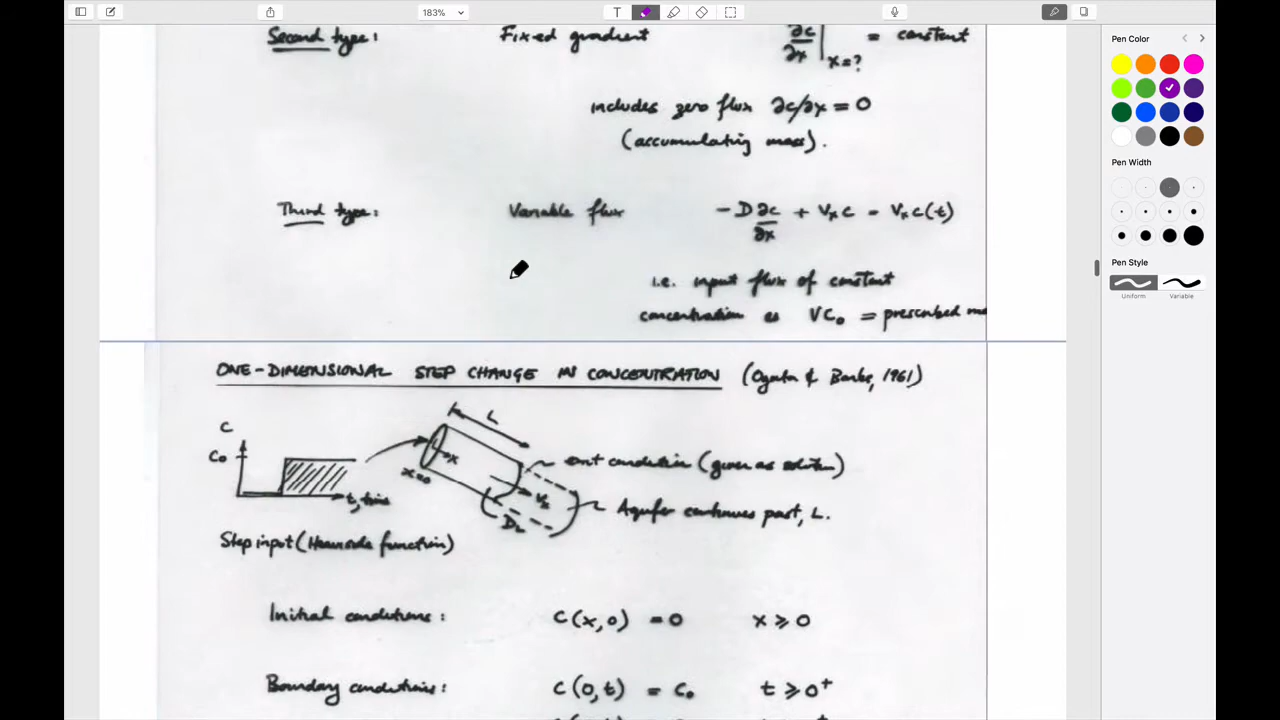 183%
T
Second type: Fixed gradient ∂c/∂x |x=? = constant
includes zero flux ∂c/∂x = 0
(accumulating mass).
Third type: Variable flux -D ∂c/∂x + Vx c = Vx c(t)
i.e. input flux of constant
concentration as VC₀ = prescribed
ONE-DIMENSIONAL STEP CHANGE IN CONCENTRATION (Ogata & Banks, 1961)
C
C₀
t, time
L
x
x=0
Vx
DL
exit condition (given as solution)
Aquifer continues past, L.
Step input (Heaviside function)
Initial conditions: C(x,0) = 0 x ⩾ 0
Boundary conditions: C(0,t) = C₀ t ⩾ 0⁺
Pen Color
Pen Width
Pen Style
Uniform
Variable